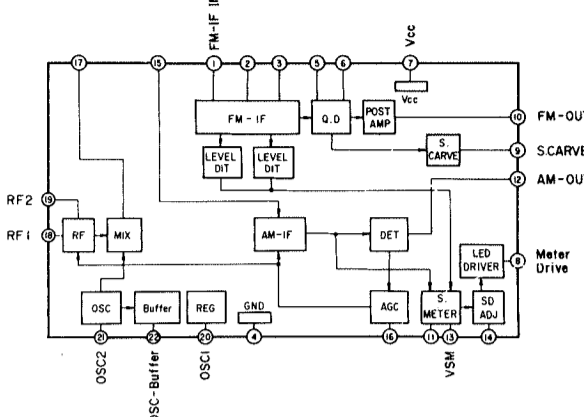 FM-IF I
Vcc
17
15
1
2
3
5
6
7
Vcc
FM-IF
Q.D
POST
AMP
10
FM-OU
LEVEL
DIT
LEVEL
DIT
S.
CARVE
9
S.CARVE
12
AM-OU
RF2
19
RF1
18
RF
MIX
AM-IF
DET
LED
DRIVER
8
Meter
Drive
OSC
Buffer
REG
GND
AGC
S.
METER
SD
ADJ
21
22
20
4
16
11
13
14
OSC2
OSC-Buffer
OSC1
VSM